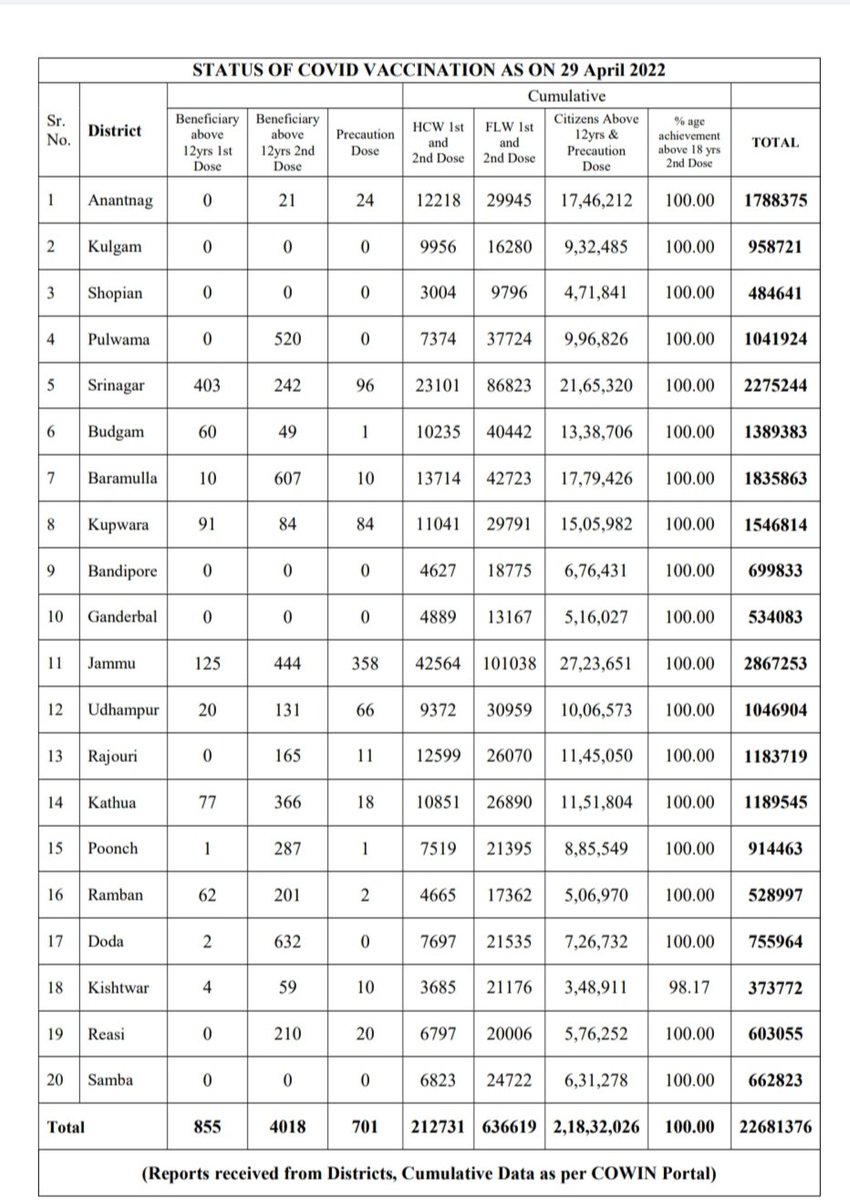 STATUS OF COVID VACCINATION AS ON 29 April 2022
Sr. No. District Cumulative
Beneficiary above 12yrs 1st Dose Beneficiary above 12yrs 2nd Dose Precaution Dose HCW 1st and 2nd Dose FLW 1st and 2nd Dose Citizens Above 12yrs & Precaution Dose % age achievement above 18 yrs 2nd Dose TOTAL
1 Anantnag 0 21 24 12218 29945 17,46,212 100.00 1788375
2 Kulgam 0 0 0 9956 16280 9,32,485 100.00 958721
3 Shopian 0 0 0 3004 9796 4,71,841 100.00 484641
4 Pulwama 0 520 0 7374 37724 9,96,826 100.00 1041924
5 Srinagar 403 242 96 23101 86823 21,65,320 100.00 2275244
6 Budgam 60 49 1 10235 40442 13,38,706 100.00 1389383
7 Baramulla 10 607 10 13714 42723 17,79,426 100.00 1835863
8 Kupwara 91 84 84 11041 29791 15,05,982 100.00 1546814
9 Bandipore 0 0 0 4627 18775 6,76,431 100.00 699833
10 Ganderbal 0 0 0 4889 13167 5,16,027 100.00 534083
11 Jammu 125 444 358 42564 101038 27,23,651 100.00 2867253
12 Udhampur 20 131 66 9372 30959 10,06,573 100.00 1046904
13 Rajouri 0 165 11 12599 26070 11,45,050 100.00 1183719
14 Kathua 77 366 18 10851 26890 11,51,804 100.00 1189545
15 Poonch 1 287 1 7519 21395 8,85,549 100.00 914463
16 Ramban 62 201 2 4665 17362 5,06,970 100.00 528997
17 Doda 2 632 0 7697 21535 7,26,732 100.00 755964
18 Kishtwar 4 59 10 3685 21176 3,48,911 98.17 373772
19 Reasi 0 210 20 6797 20006 5,76,252 100.00 603055
20 Samba 0 0 0 6823 24722 6,31,278 100.00 662823
Total 855 4018 701 212731 636619 2,18,32,026 100.00 22681376
(Reports received from Districts, Cumulative Data as per COWIN Portal)